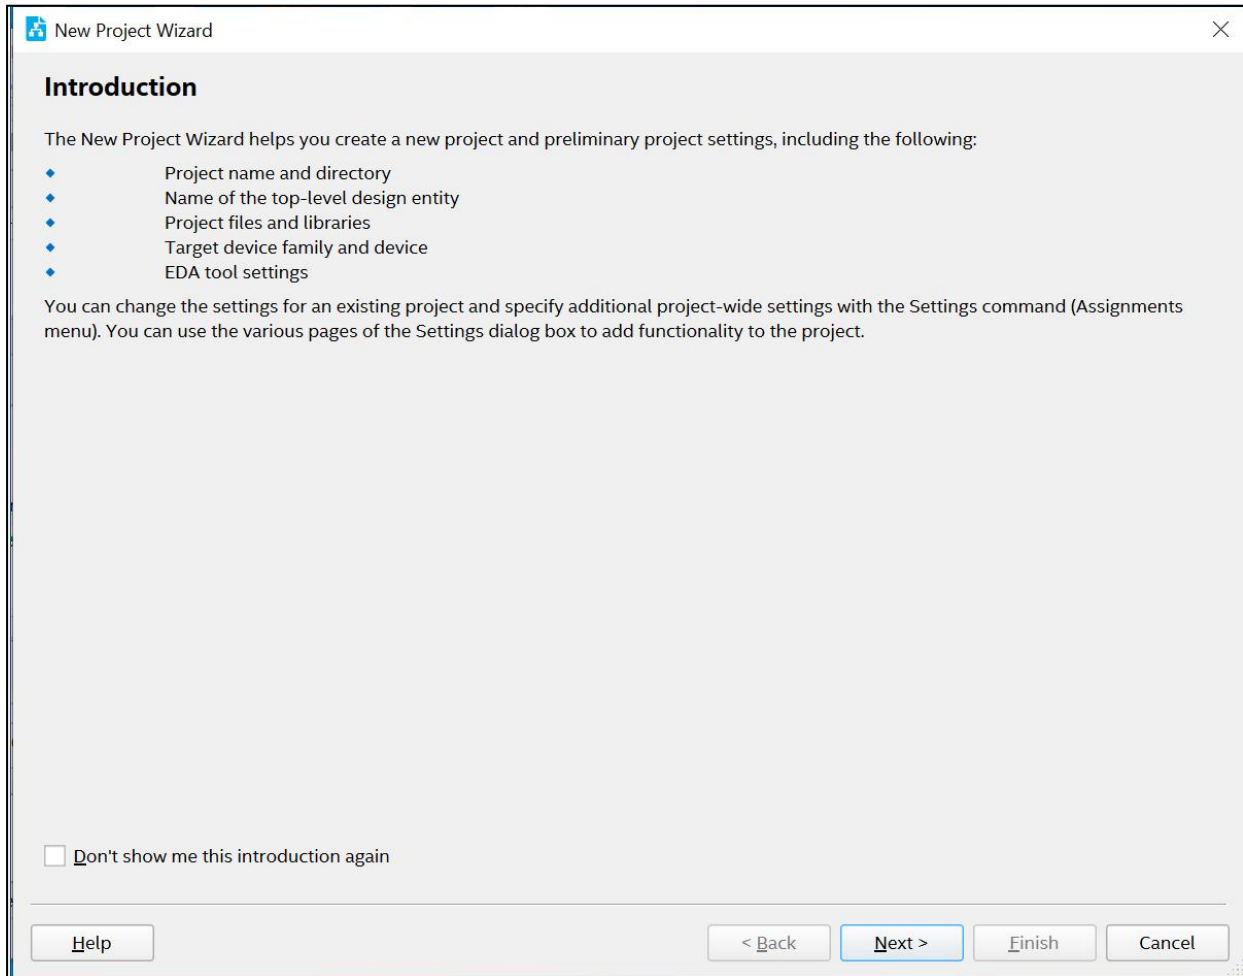 New Project Wizard
Introduction
The New Project Wizard helps you create a new project and preliminary project settings, including the following:
Project name and directory
Name of the top-level design entity
Project files and libraries
Target device family and device
EDA tool settings
You can change the settings for an existing project and specify additional project-wide settings with the Settings command (Assignments
menu). You can use the various pages of the Settings dialog box to add functionality to the project.
Don't show me this introduction again
Help
< Back
Next >
Finish
Cancel